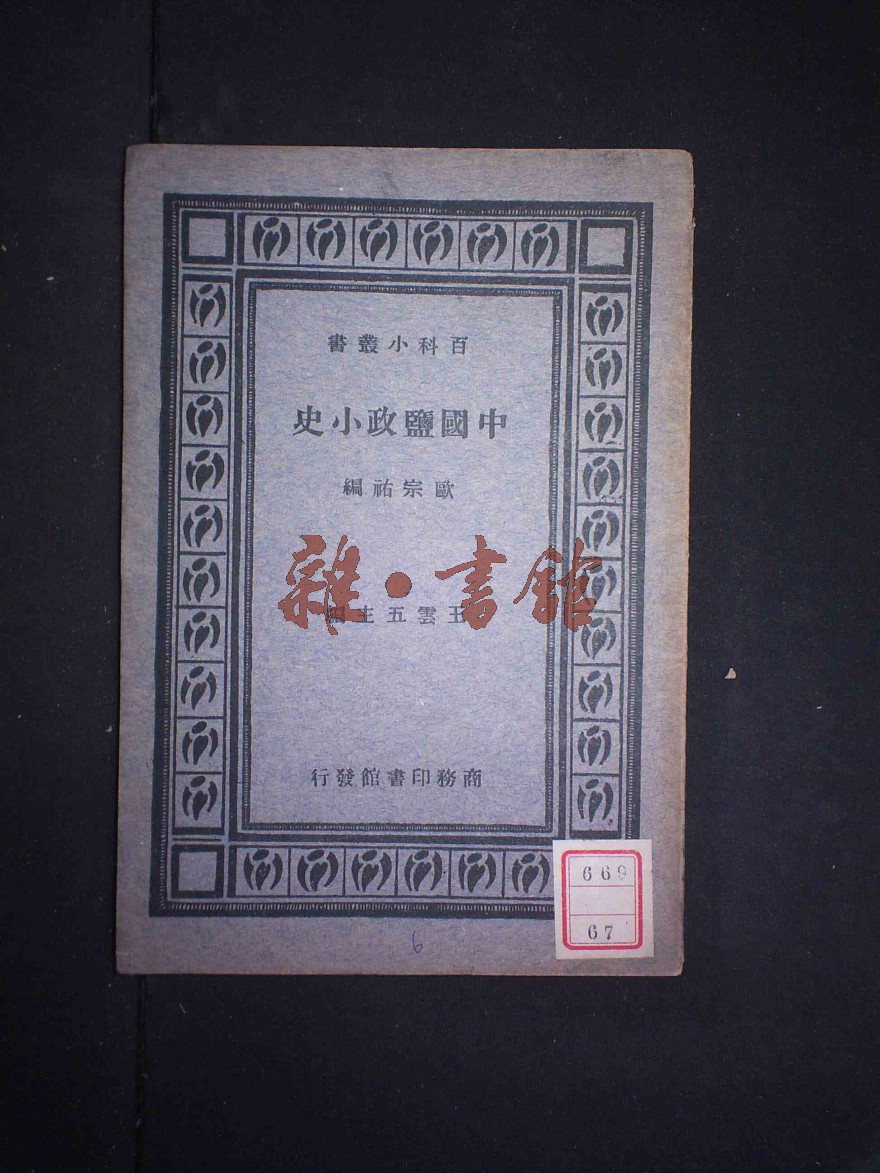 百科小叢書
中國鹽政小史
歐宗祐編
雜·書館
王雲五主編
商務印書館發行
669
67
6